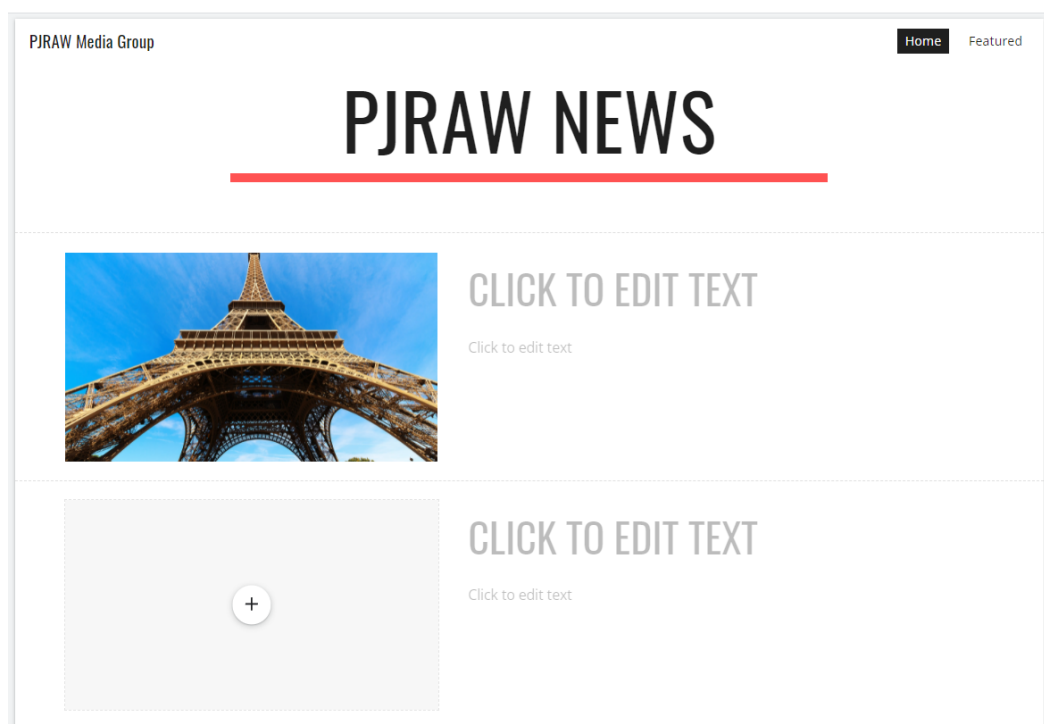 PJRAW Media Group
Home
Featured
PJRAW NEWS
CLICK TO EDIT TEXT
Click to edit text
CLICK TO EDIT TEXT
Click to edit text